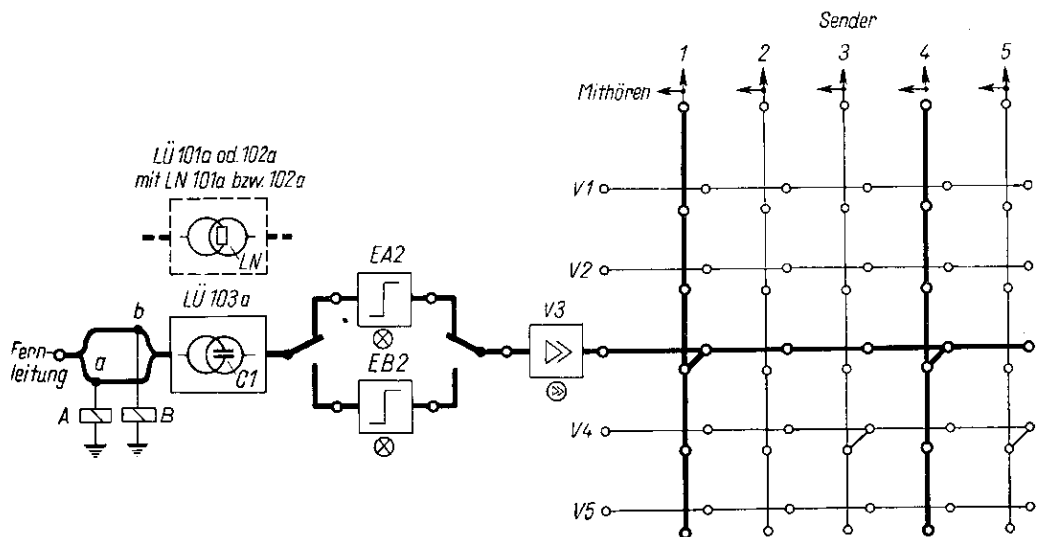 Sender
1 2 3 4 5
Mithören
LÜ 101a od. 102a
mit LN 101a bzw. 102a
LN
LÜ 103a
C1
b
a
Fern-
leitung
A
B
EA2
EB2
V3
V1
V2
V4
V5